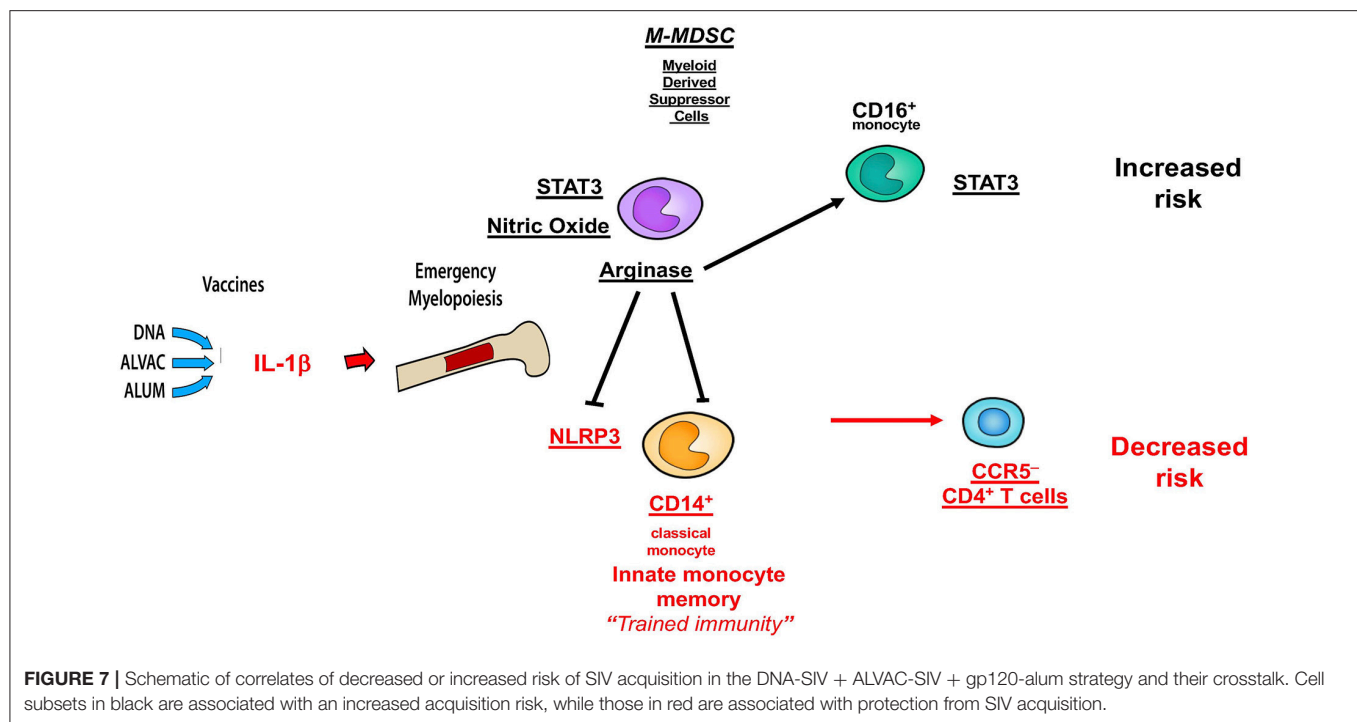 M-MDSC
Myeloid
Derived
Suppressor
Cells
CD16⁺
monocyte
STAT3
Increased
risk
STAT3
Nitric Oxide
Arginase
Vaccines
DNA
ALVAC
ALUM
IL-1β
Emergency
Myelopoiesis
NLRP3
CD14⁺
classical
monocyte
Innate monocyte
memory
“Trained immunity”
CCR5⁻
CD4⁺ T cells
Decreased
risk
FIGURE 7 | Schematic of correlates of decreased or increased risk of SIV acquisition in the DNA-SIV + ALVAC-SIV + gp120-alum strategy and their crosstalk. Cell
subsets in black are associated with an increased acquisition risk, while those in red are associated with protection from SIV acquisition.